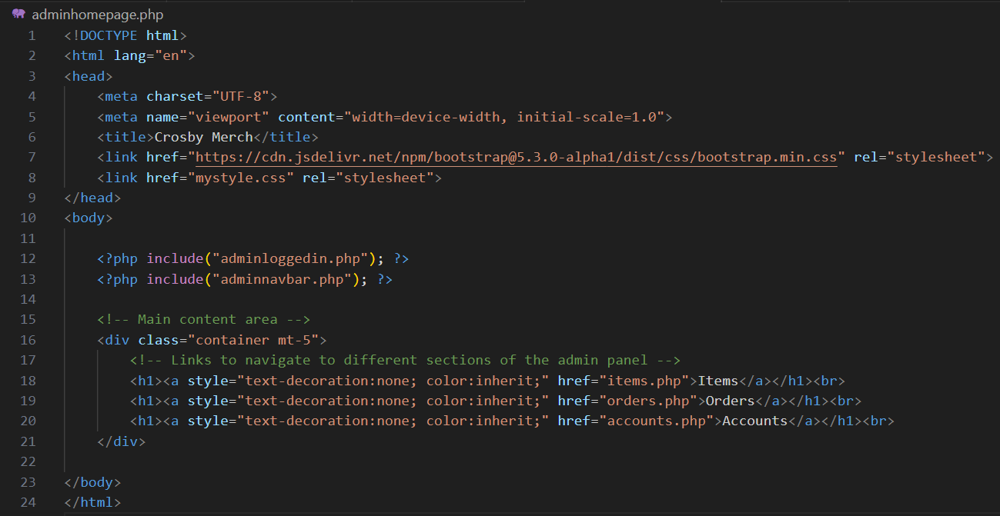 adminhomepage.php
1 <!DOCTYPE html>
2 <html lang="en">
3 <head>
4     <meta charset="UTF-8">
5     <meta name="viewport" content="width=device-width, initial-scale=1.0">
6     <title>Crosby Merch</title>
7     <link href="https://cdn.jsdelivr.net/npm/bootstrap@5.3.0-alpha1/dist/css/bootstrap.min.css" rel="stylesheet">
8     <link href="mystyle.css" rel="stylesheet">
9 </head>
10 <body>
11
12     <?php include("adminloggedin.php"); ?>
13     <?php include("adminnavbar.php"); ?>
14
15     <!-- Main content area -->
16     <div class="container mt-5">
17         <!-- Links to navigate to different sections of the admin panel -->
18         <h1><a style="text-decoration:none; color:inherit;" href="items.php">Items</a></h1><br>
19         <h1><a style="text-decoration:none; color:inherit;" href="orders.php">Orders</a></h1><br>
20         <h1><a style="text-decoration:none; color:inherit;" href="accounts.php">Accounts</a></h1><br>
21     </div>
22
23 </body>
24 </html>